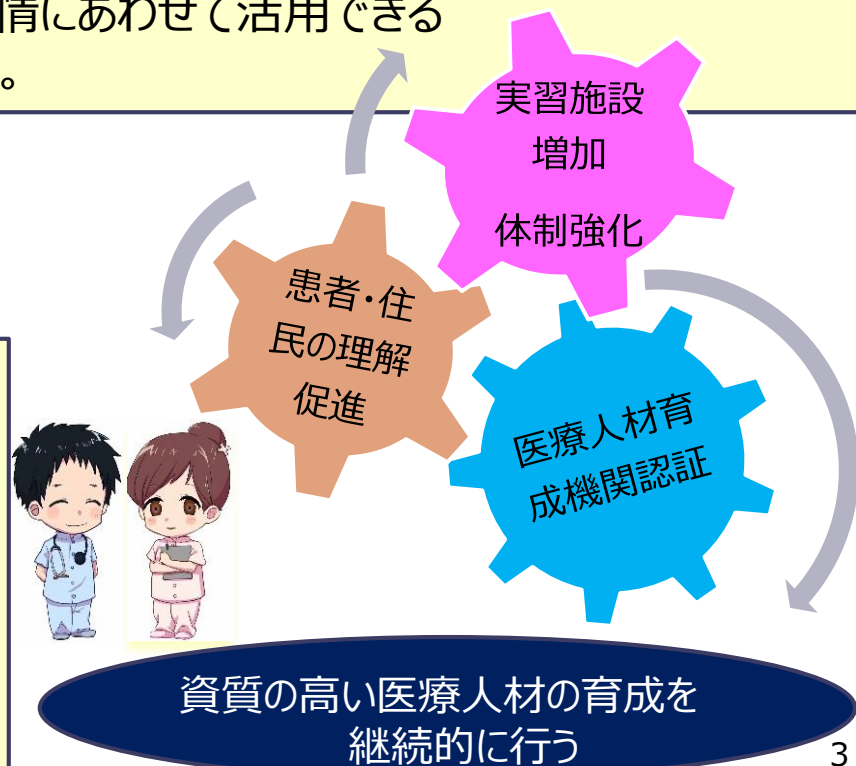 情にあわせて活用できる
。
実習施設
増加
体制強化
患者・住
民の理解
促進
医療人材育
成機関認証
資質の高い医療人材の育成を
継続的に行う
3